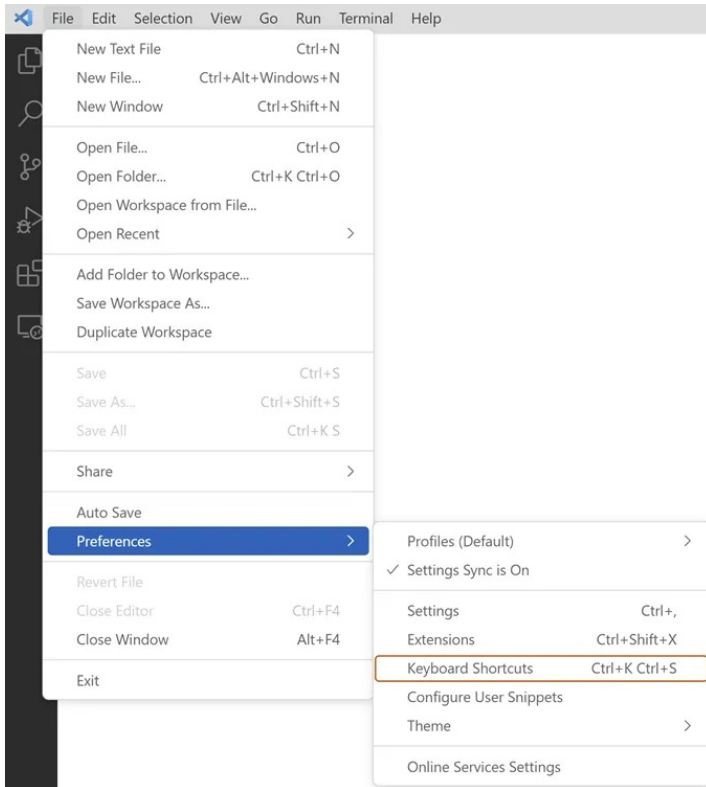 File Edit Selection View Go Run Terminal Help
New Text File Ctrl+N
New File... Ctrl+Alt+Windows+N
New Window Ctrl+Shift+N
Open File... Ctrl+O
Open Folder... Ctrl+K Ctrl+O
Open Workspace from File...
Open Recent
Add Folder to Workspace...
Save Workspace As...
Duplicate Workspace
Save Ctrl+S
Save As... Ctrl+Shift+S
Save All Ctrl+K S
Share
Auto Save
Preferences
Revert File
Close Editor Ctrl+F4
Close Window Alt+F4
Exit
Profiles (Default)
Settings Sync is On
Settings Ctrl+,
Extensions Ctrl+Shift+X
Keyboard Shortcuts Ctrl+K Ctrl+S
Configure User Snippets
Theme
Online Services Settings